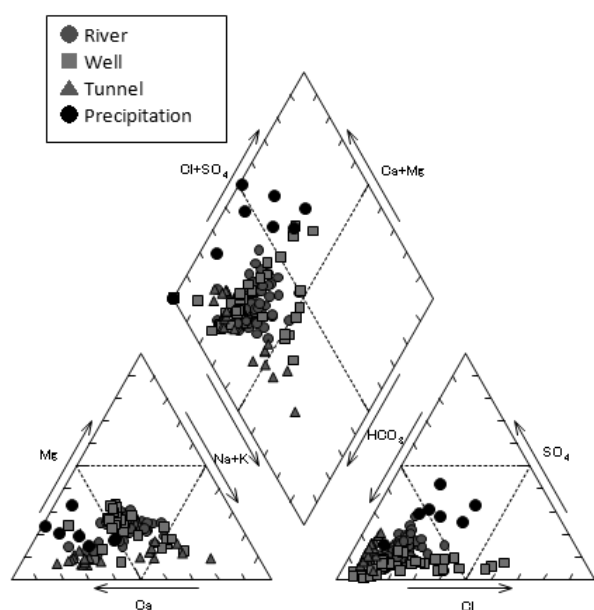 River
Well
Tunnel
Precipitation
Cl+SO₄
Ca+Mg
Mg
Na+K
HCO₃
SO₄
Ca
Cl